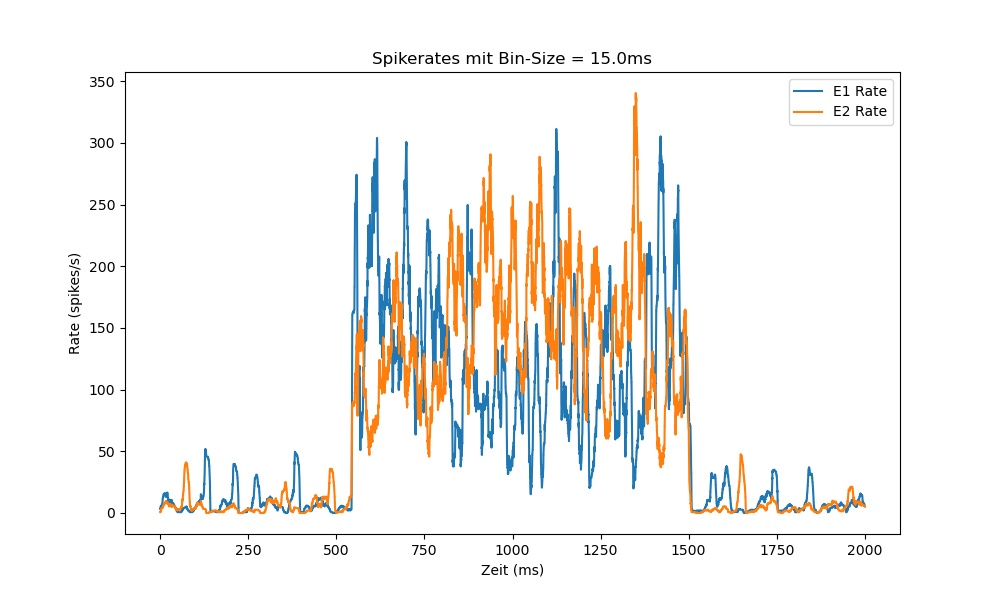 Spikerates mit Bin-Size = 15.0ms
E1 Rate
E2 Rate
350
300
250
200
150
100
50
0
Rate (spikes/s)
0 250 500 750 1000 1250 1500 1750 2000
Zeit (ms)